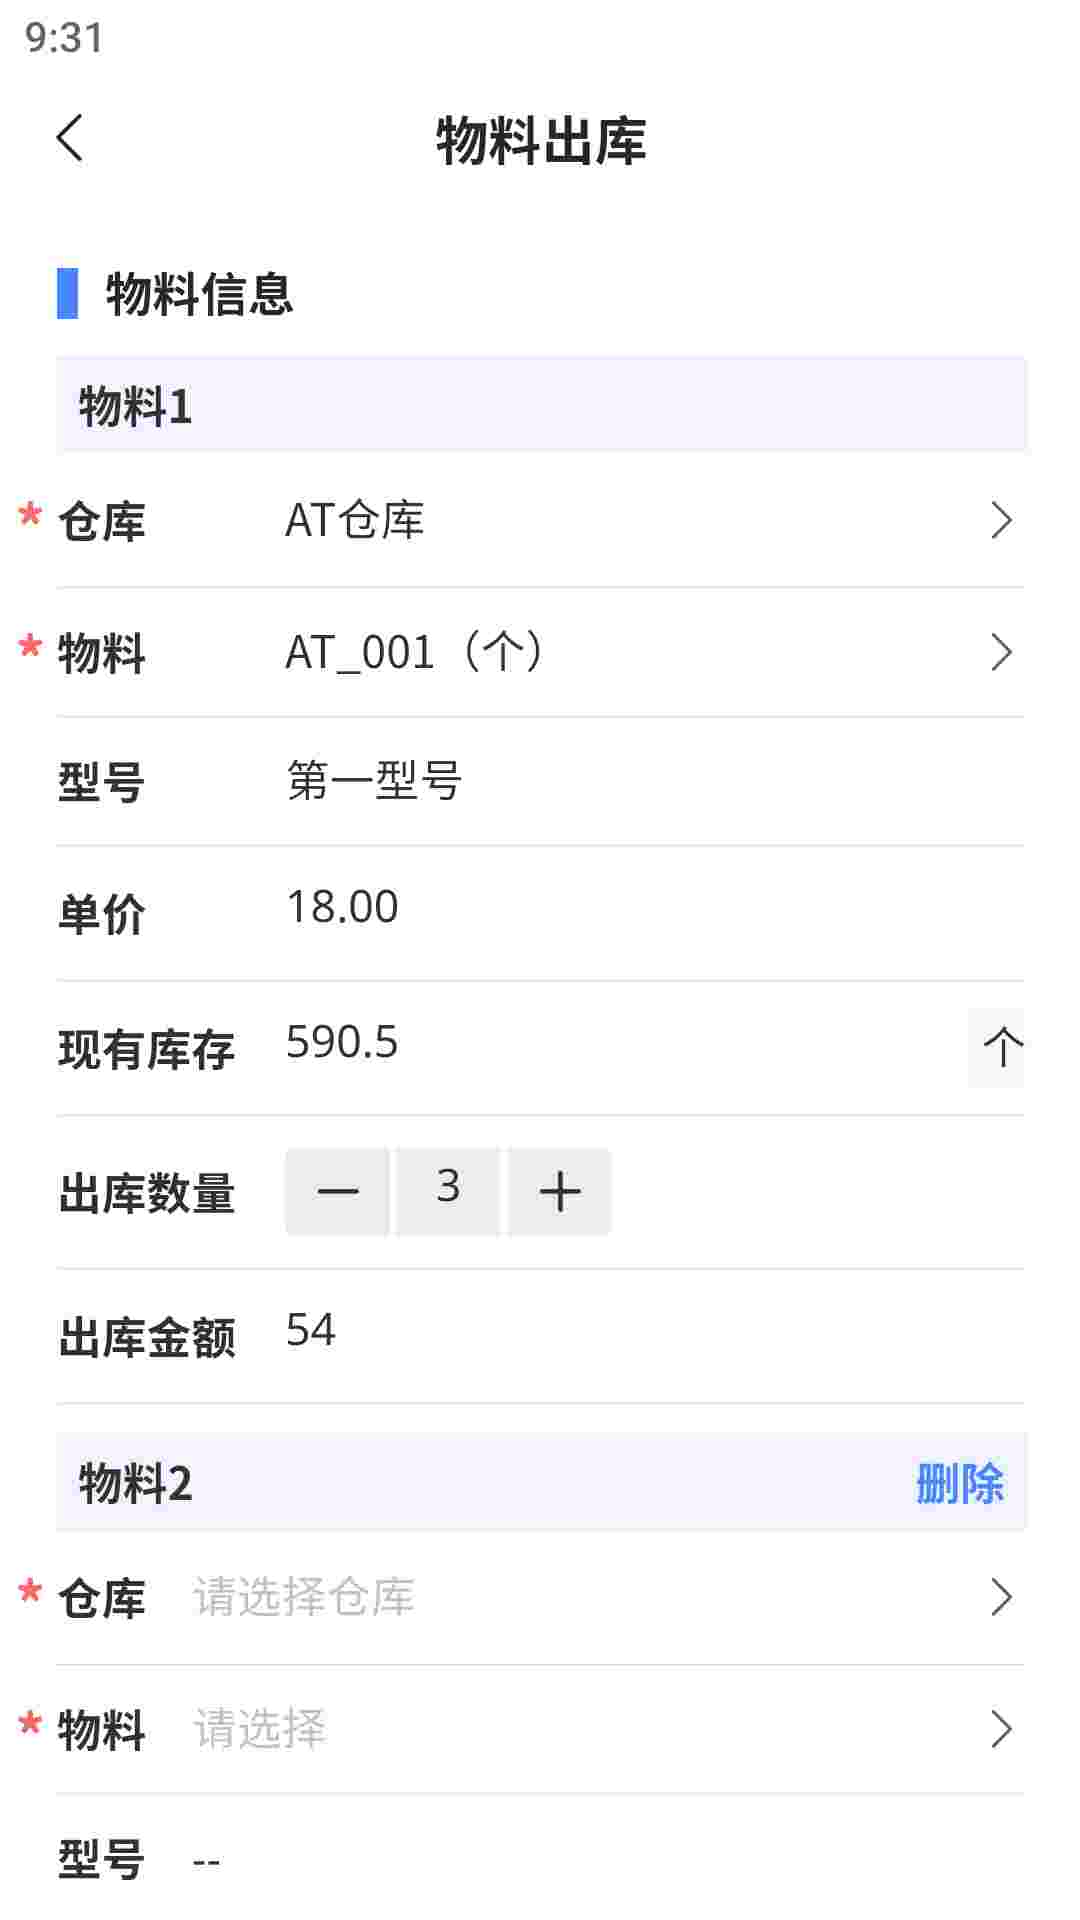 9:31
物料出库
物料信息
物料1
* 仓库 AT仓库
* 物料 AT_001（个）
型号 第一型号
单价 18.00
现有库存 590.5 个
出库数量 — 3 +
出库金额 54
物料2 删除
* 仓库 请选择仓库
* 物料 请选择
型号 --